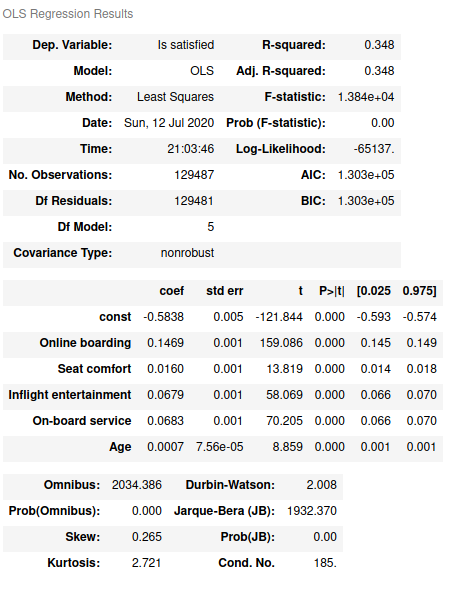 OLS Regression Results
Dep. Variable: Is satisfied R-squared: 0.348
Model: OLS Adj. R-squared: 0.348
Method: Least Squares F-statistic: 1.384e+04
Date: Sun, 12 Jul 2020 Prob (F-statistic): 0.00
Time: 21:03:46 Log-Likelihood: -65137.
No. Observations: 129487 AIC: 1.303e+05
Df Residuals: 129481 BIC: 1.303e+05
Df Model: 5
Covariance Type: nonrobust
coef std err t P>|t| [0.025 0.975]
const -0.5838 0.005 -121.844 0.000 -0.593 -0.574
Online boarding 0.1469 0.001 159.086 0.000 0.145 0.149
Seat comfort 0.0160 0.001 13.819 0.000 0.014 0.018
Inflight entertainment 0.0679 0.001 58.069 0.000 0.066 0.070
On-board service 0.0683 0.001 70.205 0.000 0.066 0.070
Age 0.0007 7.56e-05 8.859 0.000 0.001 0.001
Omnibus: 2034.386 Durbin-Watson: 2.008
Prob(Omnibus): 0.000 Jarque-Bera (JB): 1932.370
Skew: 0.265 Prob(JB): 0.00
Kurtosis: 2.721 Cond. No. 185.